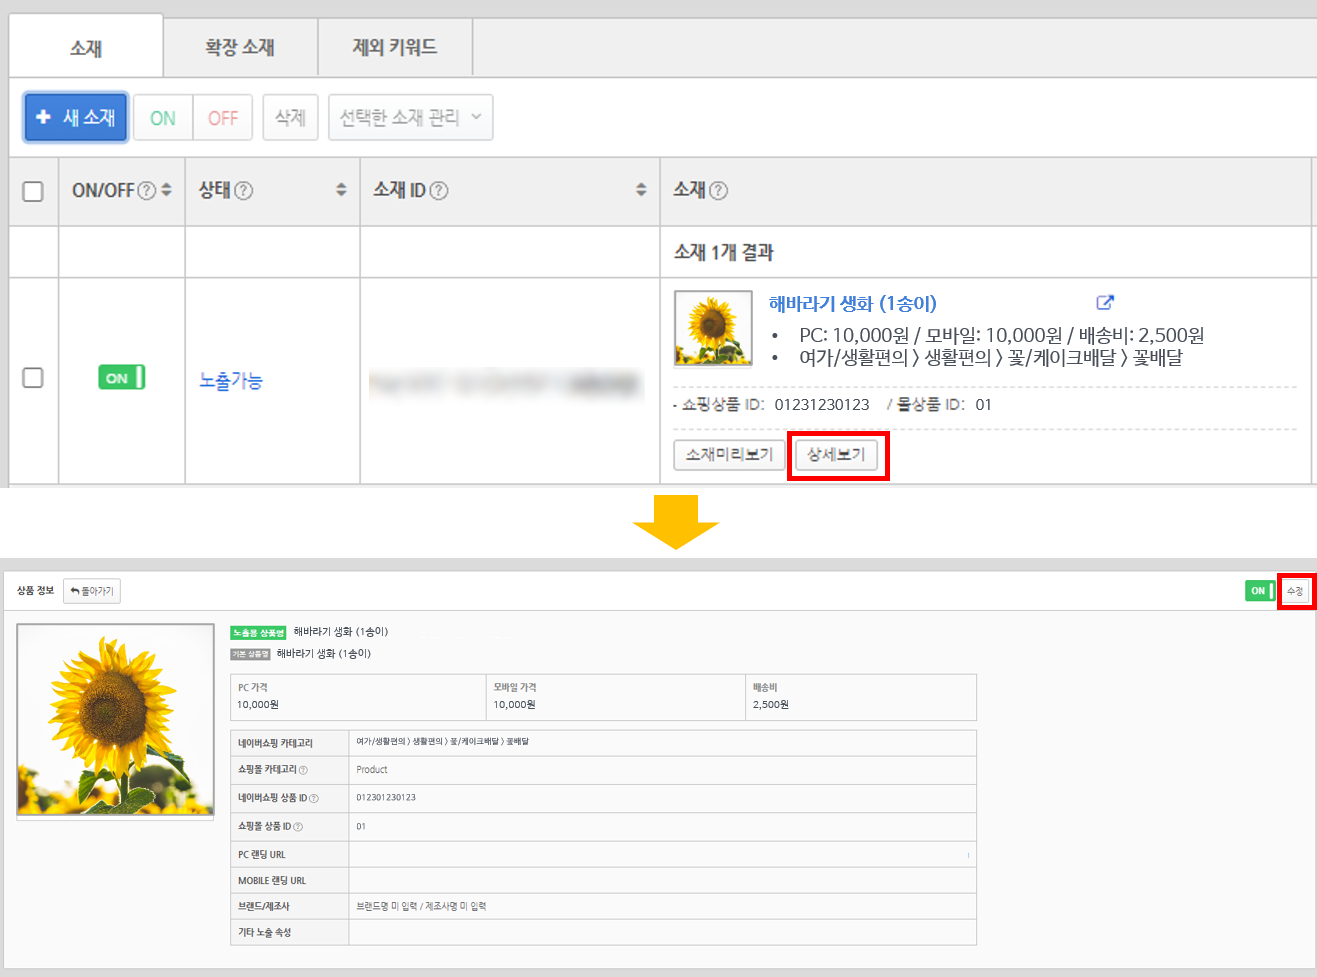 소재
확장 소재
제외 키워드
새 소재
ON
OFF
삭제
선택한 소재 관리
ON/OFF
상태
소재 ID
소재
소재 1개 결과
ON
노출가능
해바라기 생화 (1송이)
• PC: 10,000원 / 모바일: 10,000원 / 배송비: 2,500원
• 여가/생활편의 > 생활편의 > 꽃/케이크배달 > 꽃배달
- 쇼핑상품 ID: 01231230123 / 몰상품 ID: 01
소재미리보기
상세보기
상품 정보
돌아가기
ON
수정
노출용 상품명 해바라기 생화 (1송이)
기본 상품명 해바라기 생화 (1송이)
PC 가격
10,000원
모바일 가격
10,000원
배송비
2,500원
네이버쇼핑 카테고리 여가/생활편의 > 생활편의 > 꽃/케이크배달 > 꽃배달
쇼핑몰 카테고리 Product
네이버쇼핑 상품 ID 012301230123
쇼핑몰 상품 ID 01
PC 랜딩 URL
MOBILE 랜딩 URL
브랜드/제조사 브랜드명 미 입력 / 제조사명 미 입력
기타 노출 속성